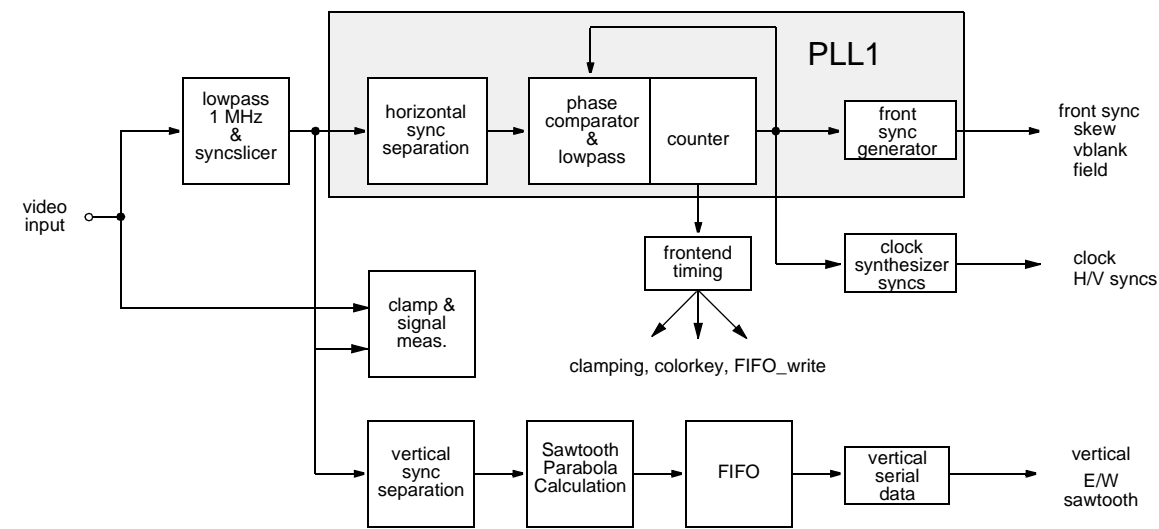 PLL1
lowpass
1 MHz
&
syncslicer
horizontal
sync
separation
phase
comparator
&
lowpass
counter
front
sync
generator
front sync
skew
vblank
field
video
input
frontend
timing
clock
synthesizer
syncs
clock
H/V syncs
clamp &
signal
meas.
clamping, colorkey, FIFO_write
vertical
sync
separation
Sawtooth
Parabola
Calculation
FIFO
vertical
serial
data
vertical
E/W
sawtooth